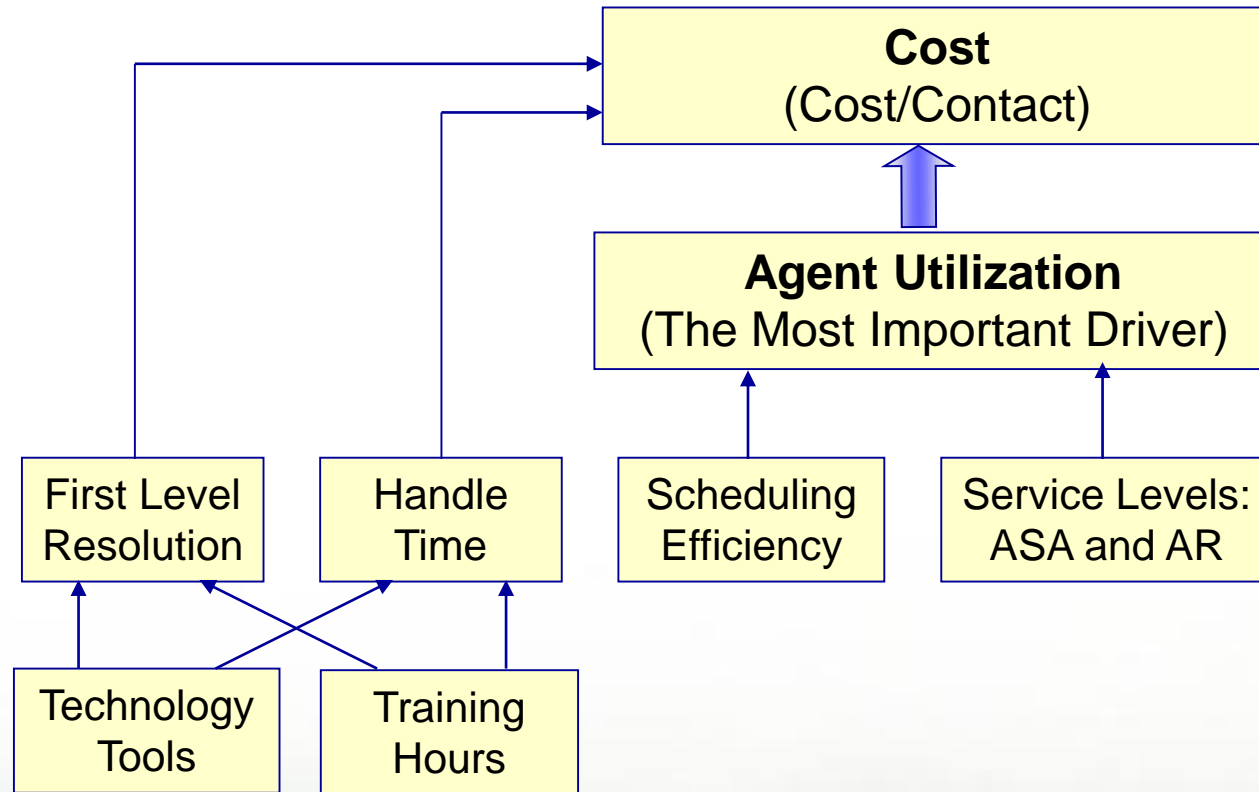 Cost
(Cost/Contact)
Agent Utilization
(The Most Important Driver)
First Level
Resolution
Handle
Time
Scheduling
Efficiency
Service Levels:
ASA and AR
Technology
Tools
Training
Hours